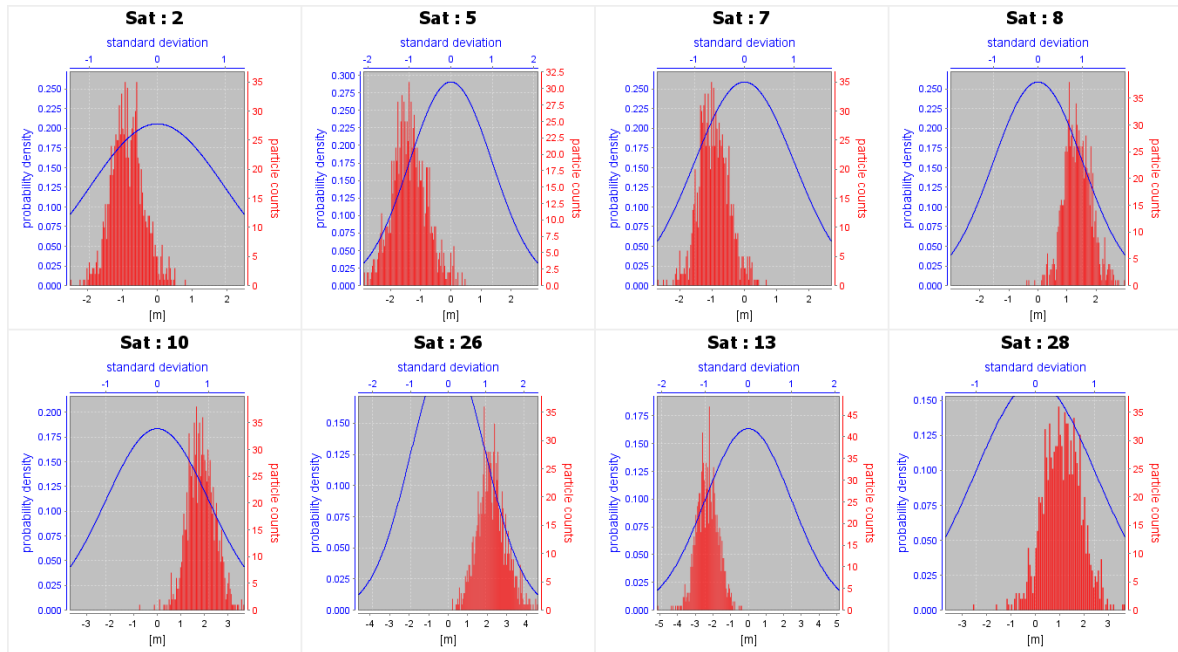 Sat : 2
standard deviation
-1 0 1
probability density
0.250
0.225
0.200
0.175
0.150
0.125
0.100
0.075
0.050
0.025
0.000
35
30
25
20
15
10
5
0
particle counts
-2 -1 0 1 2
[m]
Sat : 5
standard deviation
-2 -1 0 1 2
probability density
0.300
0.275
0.250
0.225
0.200
0.175
0.150
0.125
0.100
0.075
0.050
0.025
0.000
32.5
30.0
27.5
25.0
22.5
20.0
17.5
15.0
12.5
10.0
7.5
5.0
2.5
0.0
particle counts
-2 -1 0 1 2
[m]
Sat : 7
standard deviation
-1 0 1
probability density
0.250
0.225
0.200
0.175
0.150
0.125
0.100
0.075
0.050
0.025
0.000
35
30
25
20
15
10
5
0
particle counts
-2 -1 0 1 2
[m]
Sat : 8
standard deviation
-1 0 1
probability density
0.250
0.225
0.200
0.175
0.150
0.125
0.100
0.075
0.050
0.025
0.000
35
30
25
20
15
10
5
0
particle counts
-2 -1 0 1 2
[m]
Sat : 10
standard deviation
-1 0 1
probability density
0.200
0.175
0.150
0.125
0.100
0.075
0.050
0.025
0.000
35
30
25
20
15
10
5
0
particle counts
-3 -2 -1 0 1 2 3
[m]
Sat : 26
standard deviation
-2 -1 0 1 2
probability density
0.150
0.125
0.100
0.075
0.050
0.025
0.000
35
30
25
20
15
10
5
0
particle counts
-4 -3 -2 -1 0 1 2 3 4
[m]
Sat : 13
standard deviation
-2 -1 0 1 2
probability density
0.175
0.150
0.125
0.100
0.075
0.050
0.025
0.000
45
40
35
30
25
20
15
10
5
0
particle counts
-5 -4 -3 -2 -1 0 1 2 3 4 5
[m]
Sat : 28
standard deviation
-1 0 1
probability density
0.150
0.125
0.100
0.075
0.050
0.025
0.000
35
30
25
20
15
10
5
0
particle counts
-3 -2 -1 0 1 2 3
[m]